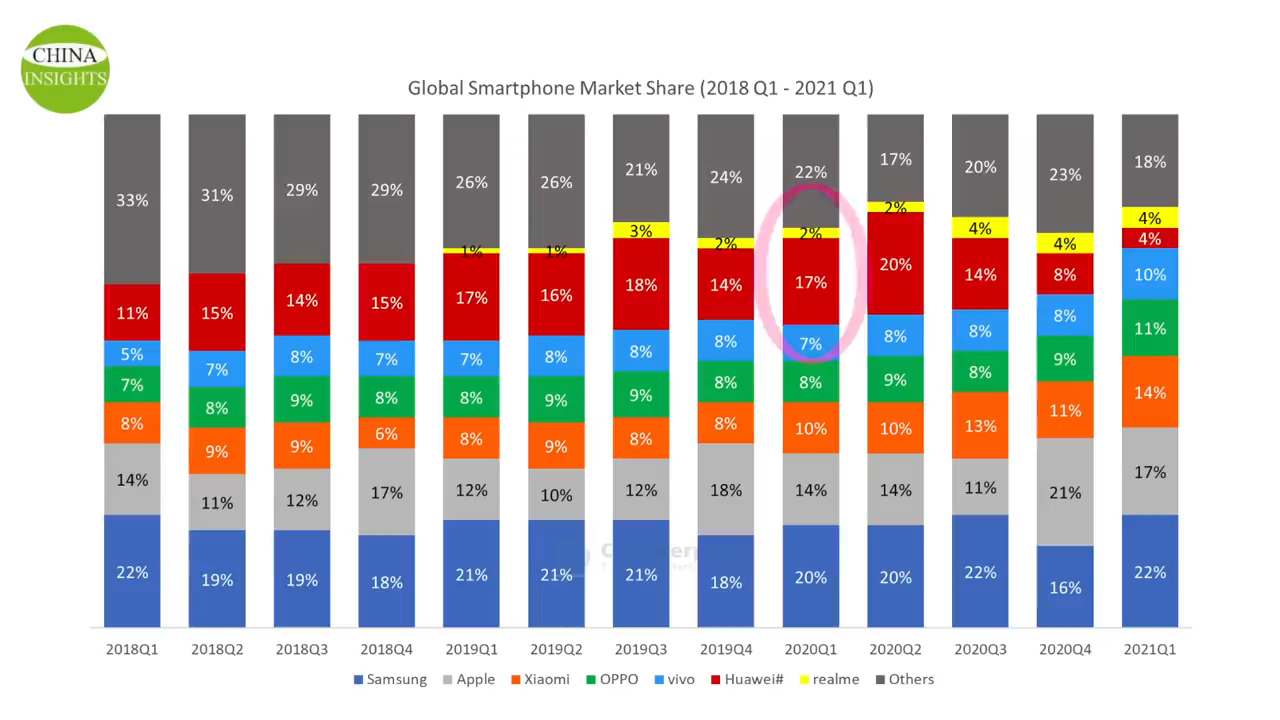 CHINA
INSIGHTS
Global Smartphone Market Share (2018 Q1 - 2021 Q1)
33% 31% 29% 29% 26% 26% 21% 24% 22% 17% 20% 23% 18%
1% 1% 3% 2% 2% 2% 4% 4% 4%
11% 15% 14% 15% 17% 16% 18% 14% 17% 20% 14% 8% 4%
5% 7% 8% 7% 7% 8% 8% 8% 7% 8% 8% 8% 10%
7% 8% 9% 8% 8% 9% 9% 8% 8% 9% 8% 9% 11%
8% 9% 9% 6% 8% 9% 8% 8% 10% 10% 13% 11% 14%
14% 11% 12% 17% 12% 10% 12% 18% 14% 14% 11% 21% 17%
22% 19% 19% 18% 21% 21% 21% 18% 20% 20% 22% 16% 22%
2018Q1 2018Q2 2018Q3 2018Q4 2019Q1 2019Q2 2019Q3 2019Q4 2020Q1 2020Q2 2020Q3 2020Q4 2021Q1
Samsung Apple Xiaomi OPPO vivo Huawei# realme Others